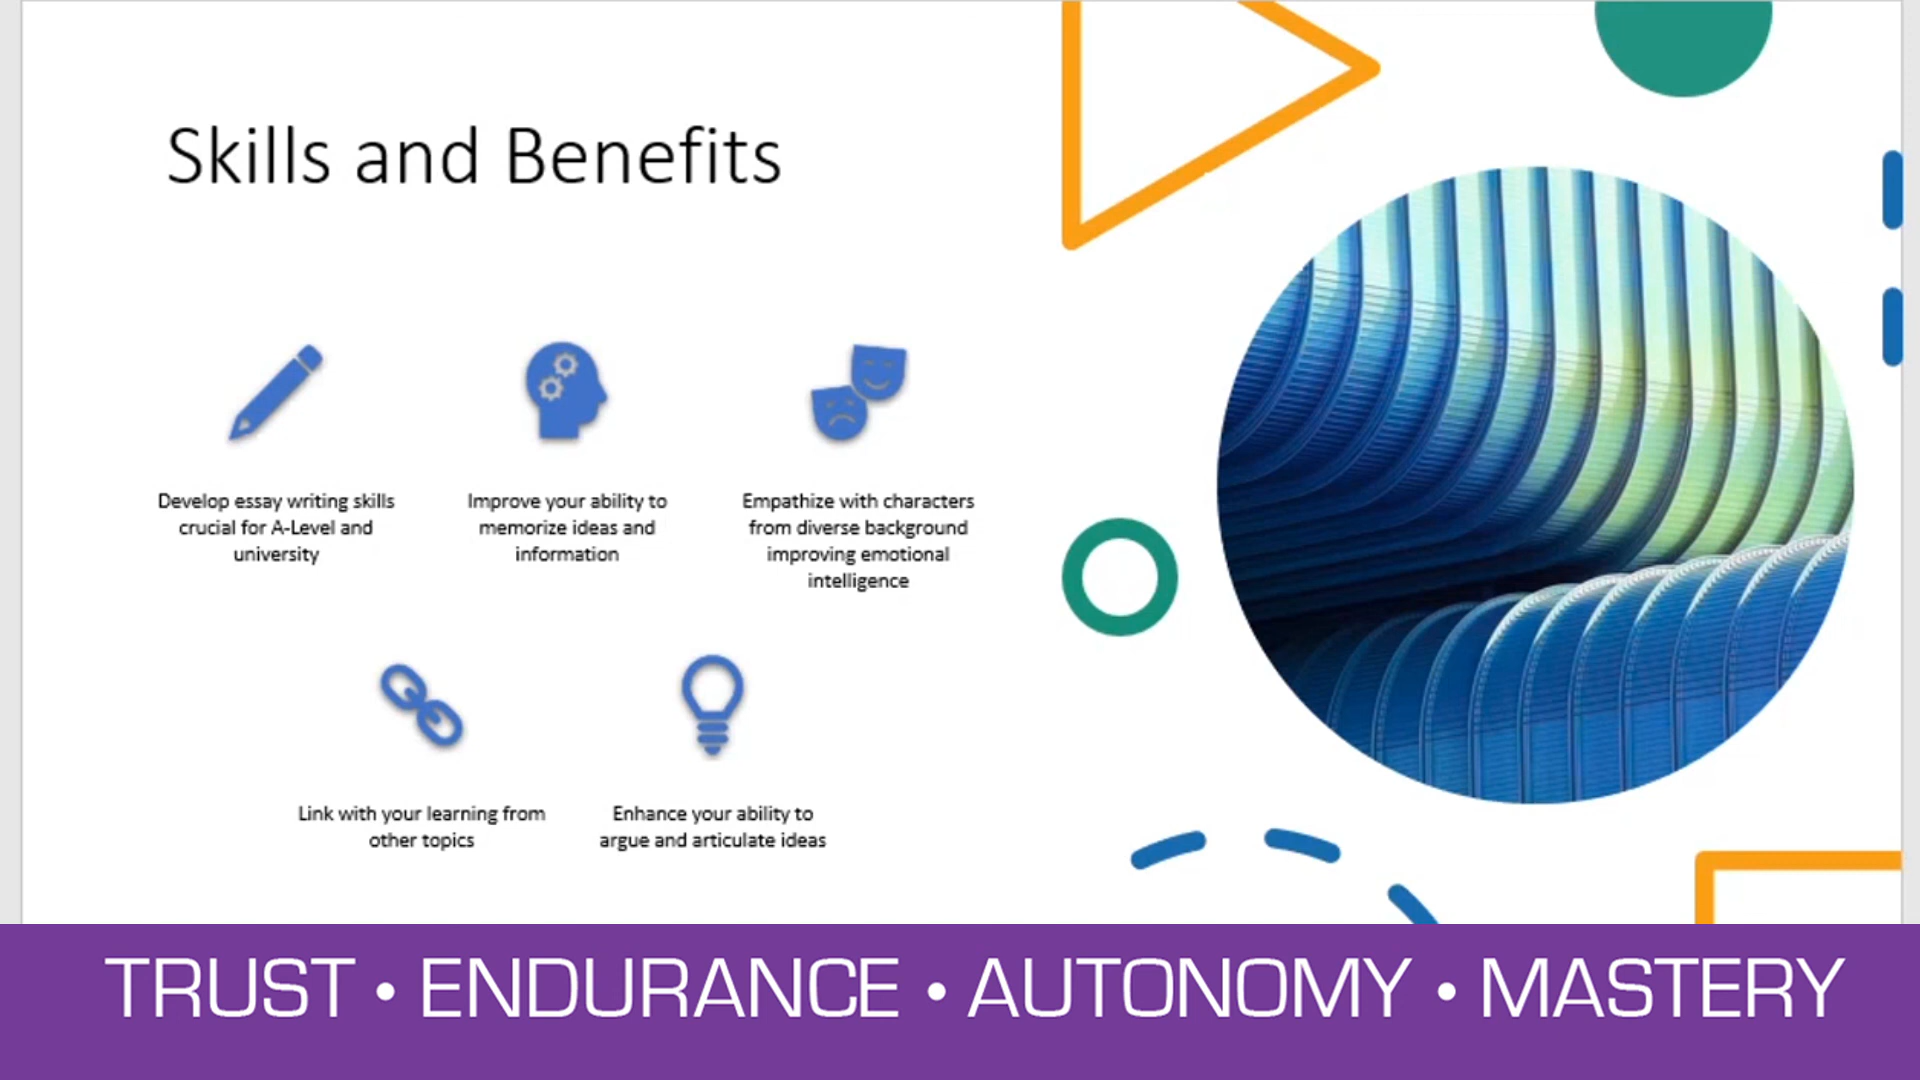 Skills and Benefits
Develop essay writing skills
crucial for A-Level and
university
Improve your ability to
memorize ideas and
information
Empathize with characters
from diverse background
improving emotional
intelligence
Link with your learning from
other topics
Enhance your ability to
argue and articulate ideas
TRUST • ENDURANCE • AUTONOMY • MASTERY